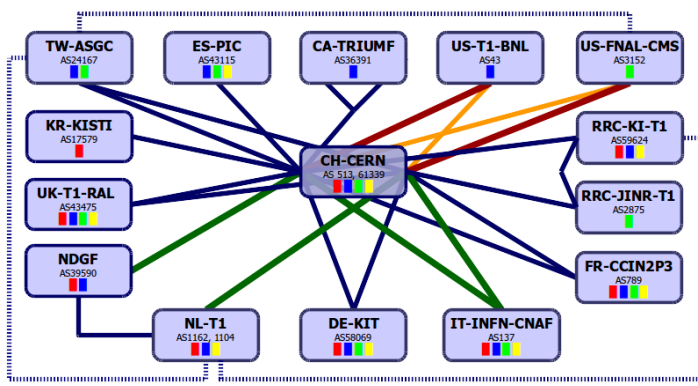 TW-ASGC
AS24167
ES-PIC
AS43115
CA-TRIUMF
AS36391
US-T1-BNL
AS43
US-FNAL-CMS
AS3152
KR-KISTI
AS17579
CH-CERN
AS 513, 61339
RRC-KI-T1
AS59624
UK-T1-RAL
AS43475
RRC-JINR-T1
AS2875
NDGF
AS39590
FR-CCIN2P3
AS789
NL-T1
AS1162, 1104
DE-KIT
AS58069
IT-INFN-CNAF
AS137